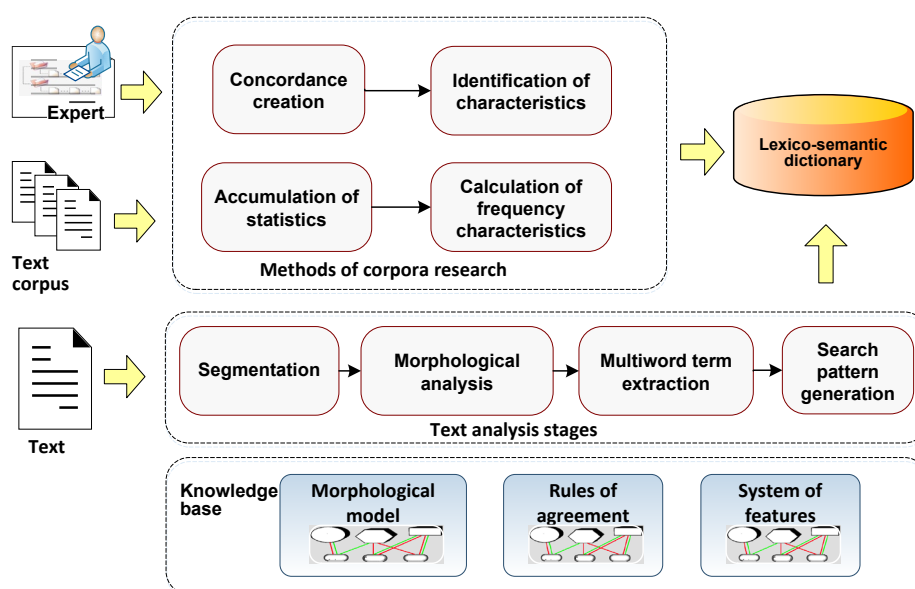 Expert
Concordance
creation
Identification of
characteristics
Lexico-semantic
dictionary
Accumulation of
statistics
Calculation of
frequency
characteristics
Text
corpus
Methods of corpora research
Segmentation
Morphological
analysis
Multiword term
extraction
Search
pattern
generation
Text
Text analysis stages
Knowledge
base
Morphological
model
Rules of
agreement
System of
features